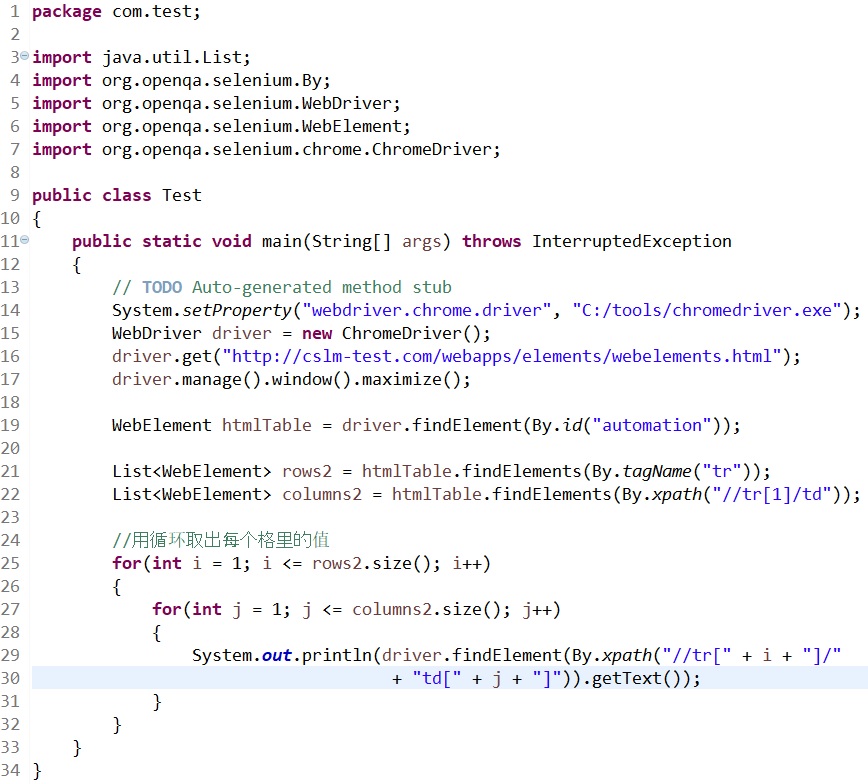 1 package com.test;
2
3 import java.util.List;
4 import org.openqa.selenium.By;
5 import org.openqa.selenium.WebDriver;
6 import org.openqa.selenium.WebElement;
7 import org.openqa.selenium.chrome.ChromeDriver;
8
9 public class Test
10 {
11     public static void main(String[] args) throws InterruptedException
12     {
13         // TODO Auto-generated method stub
14         System.setProperty("webdriver.chrome.driver", "C:/tools/chromedriver.exe");
15         WebDriver driver = new ChromeDriver();
16         driver.get("http://cslm-test.com/webapps/elements/webelements.html");
17         driver.manage().window().maximize();
18
19         WebElement htmlTable = driver.findElement(By.id("automation"));
20
21         List<WebElement> rows2 = htmlTable.findElements(By.tagName("tr"));
22         List<WebElement> columns2 = htmlTable.findElements(By.xpath("//tr[1]/td"));
23
24         //用循环取出每个格里的值
25         for(int i = 1; i <= rows2.size(); i++)
26         {
27             for(int j = 1; j <= columns2.size(); j++)
28             {
29                 System.out.println(driver.findElement(By.xpath("//tr[" + i + "]/"
30                                     + "td[" + j + "]")).getText());
31             }
32         }
33     }
34 }